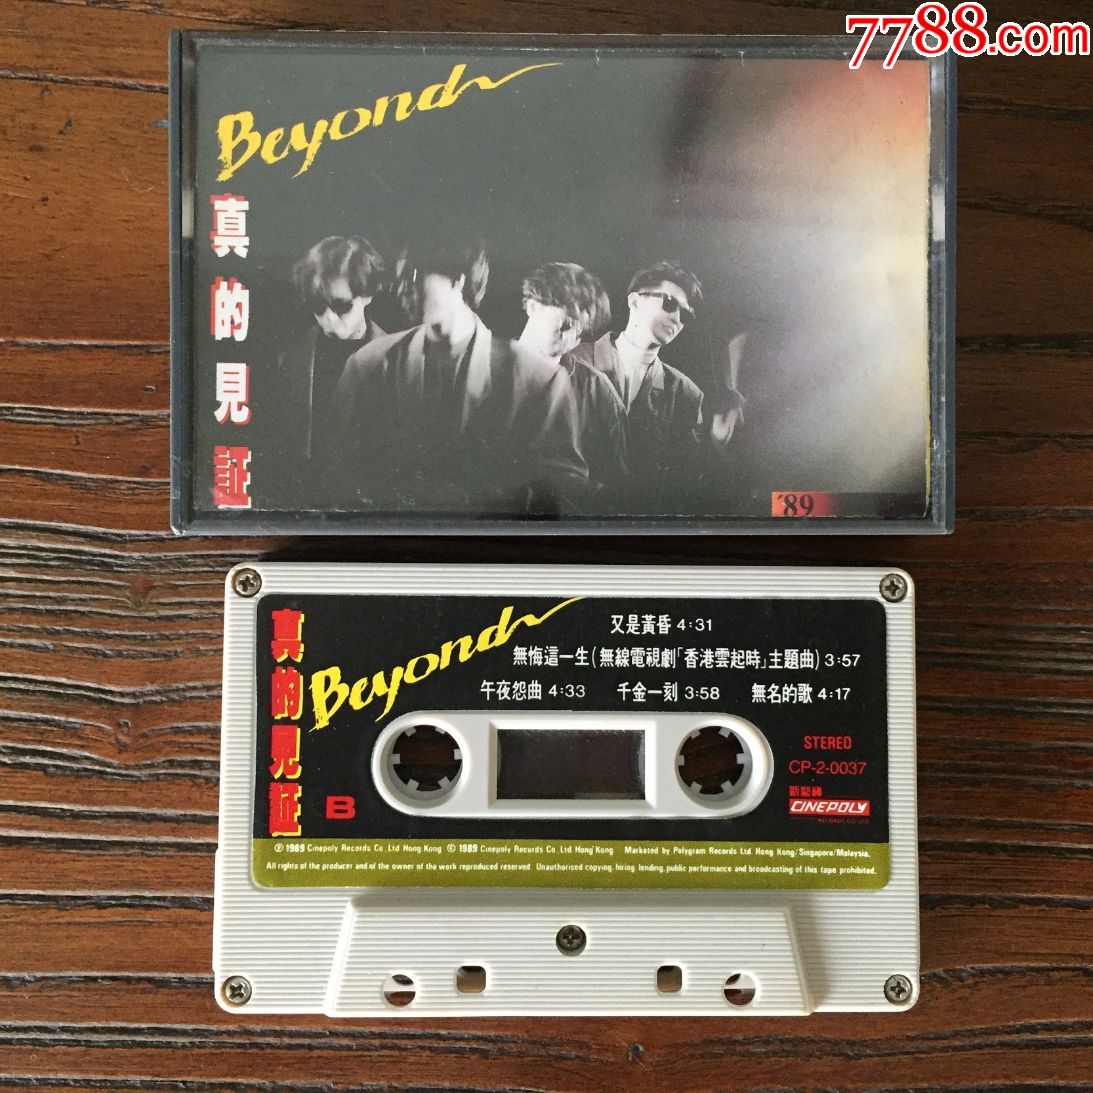 7788.com
Beyond
真的見証
'89
真的見証
Beyond
又是黃昏 4:31
無悔這一生(無線電視劇「香港雲起時」主題曲) 3:57
午夜怨曲 4:33 千金一刻 3:58 無名的歌 4:17
STEREO
CP-2-0037
新藝寶
CINEPOLY
RECORDS CO LTD
B
℗ 1989 Cinepoly Records Co. Ltd Hong Kong © 1989 Cinepoly Records Co. Ltd Hong Kong Marketed by Polygram Records Ltd. Hong Kong/Singapore/Malaysia.
All rights of the producer and of the owner of the work reproduced reserved Unauthorised copying, hiring lending, public performance and broadcasting of this tape prohibited.